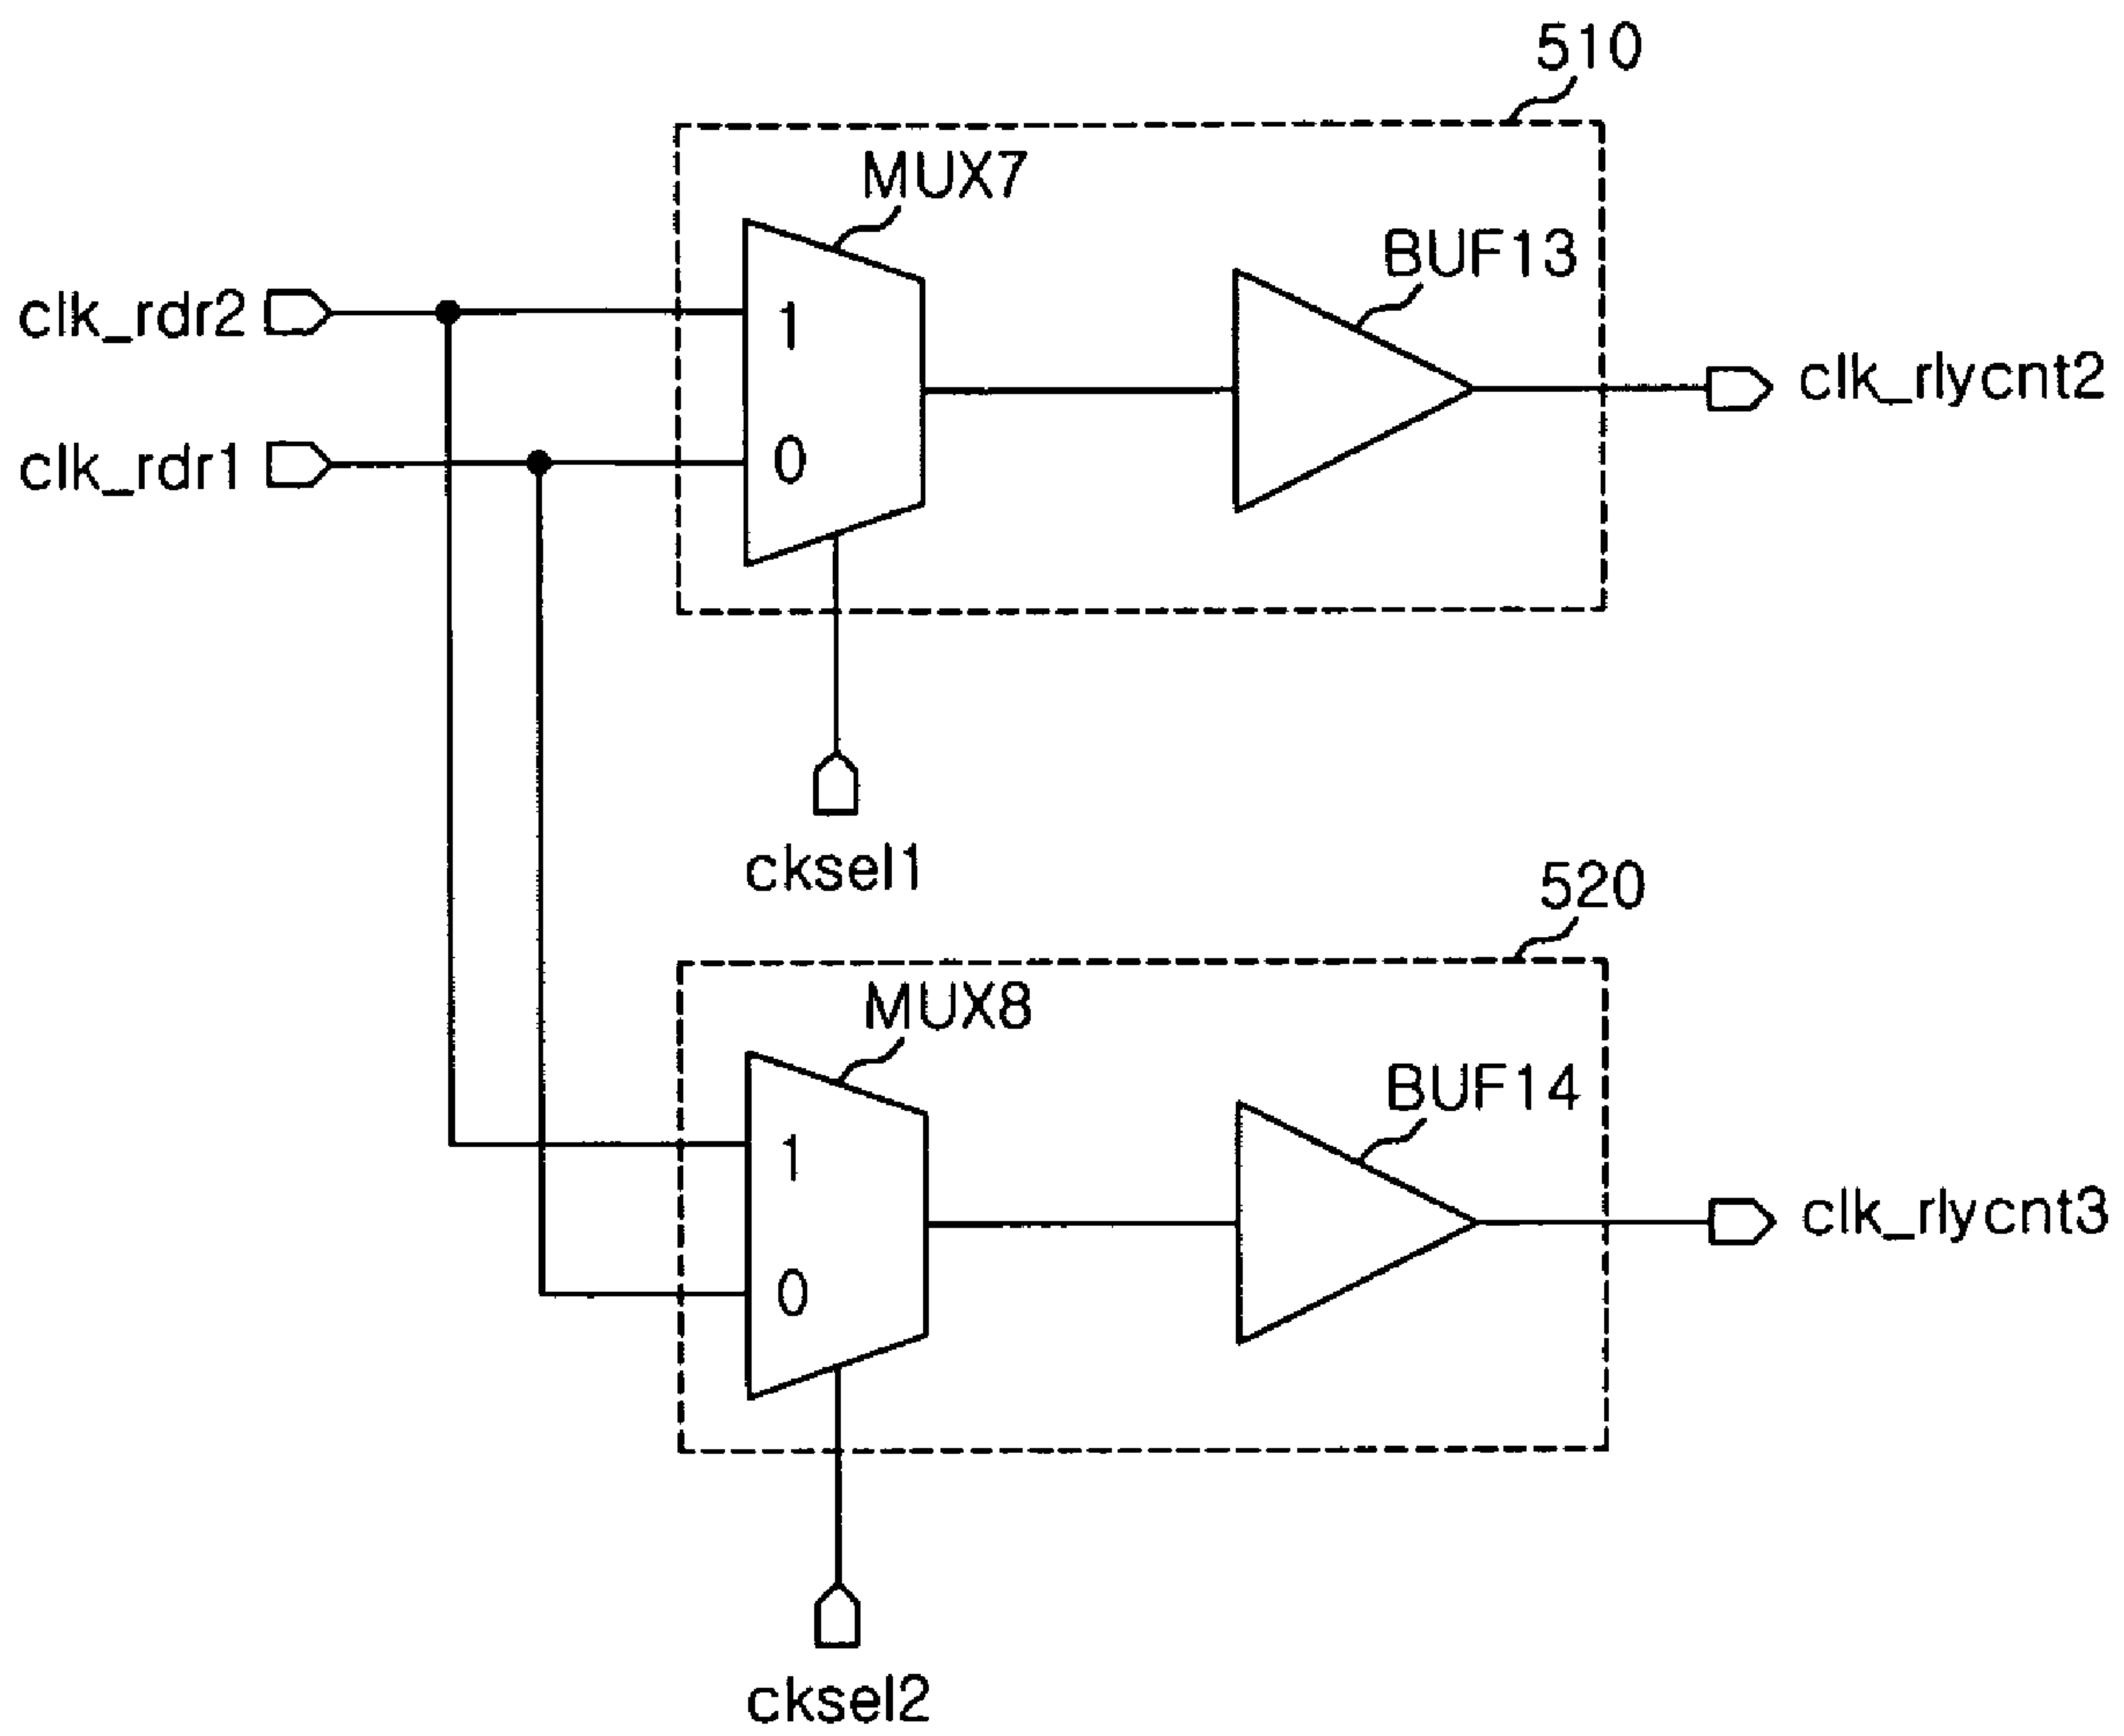 510
MUX7
BUF13
clk_rdr2
1
clk_rlycnt2
clk_rdr1
0
cksel1
520
MUX8
BUF14
1
clk_rlycnt3
0
cksel2